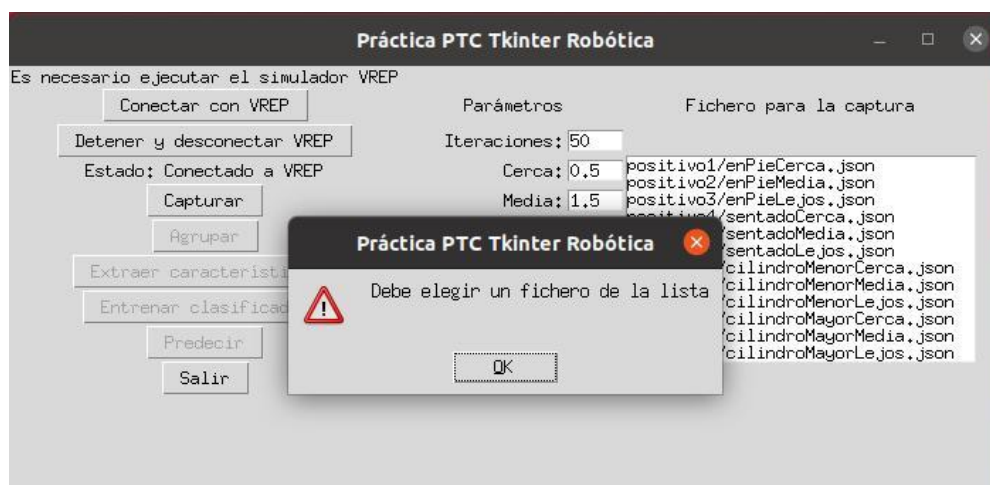 Práctica PTC Tkinter Robótica
Es necesario ejecutar el simulador VREP
Conectar con VREP
Parámetros
Fichero para la captura
Detener y desconectar VREP
Iteraciones: 50
Estado: Conectado a VREP
Cerca: 0.5
Capturar
Media: 1.5
Agrupar
Extraer
Entrenar
Predecir
Salir
positivo1/enPieCerca.json
positivo2/enPieMedia.json
positivo3/enPieLejos.json
/sentadoCerca.json
/sentadoMedia.json
/sentadoLejos.json
/cilindroMenorCerca.json
/cilindroMenorMedia.json
/cilindroMenorLejos.json
/cilindroMayorCerca.json
/cilindroMayorMedia.json
/cilindroMayorLejos.json
Práctica PTC Tkinter Robótica
Debe elegir un fichero de la lista
OK